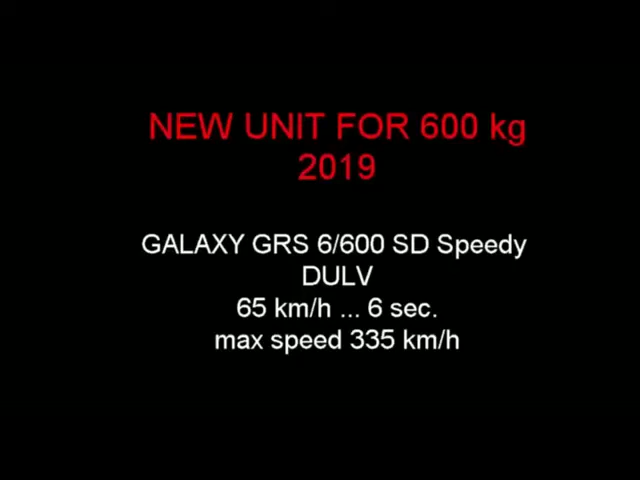 NEW UNIT FOR 600 kg
2019
GALAXY GRS 6/600 SD Speedy
DULV
65 km/h ... 6 sec.
max speed 335 km/h